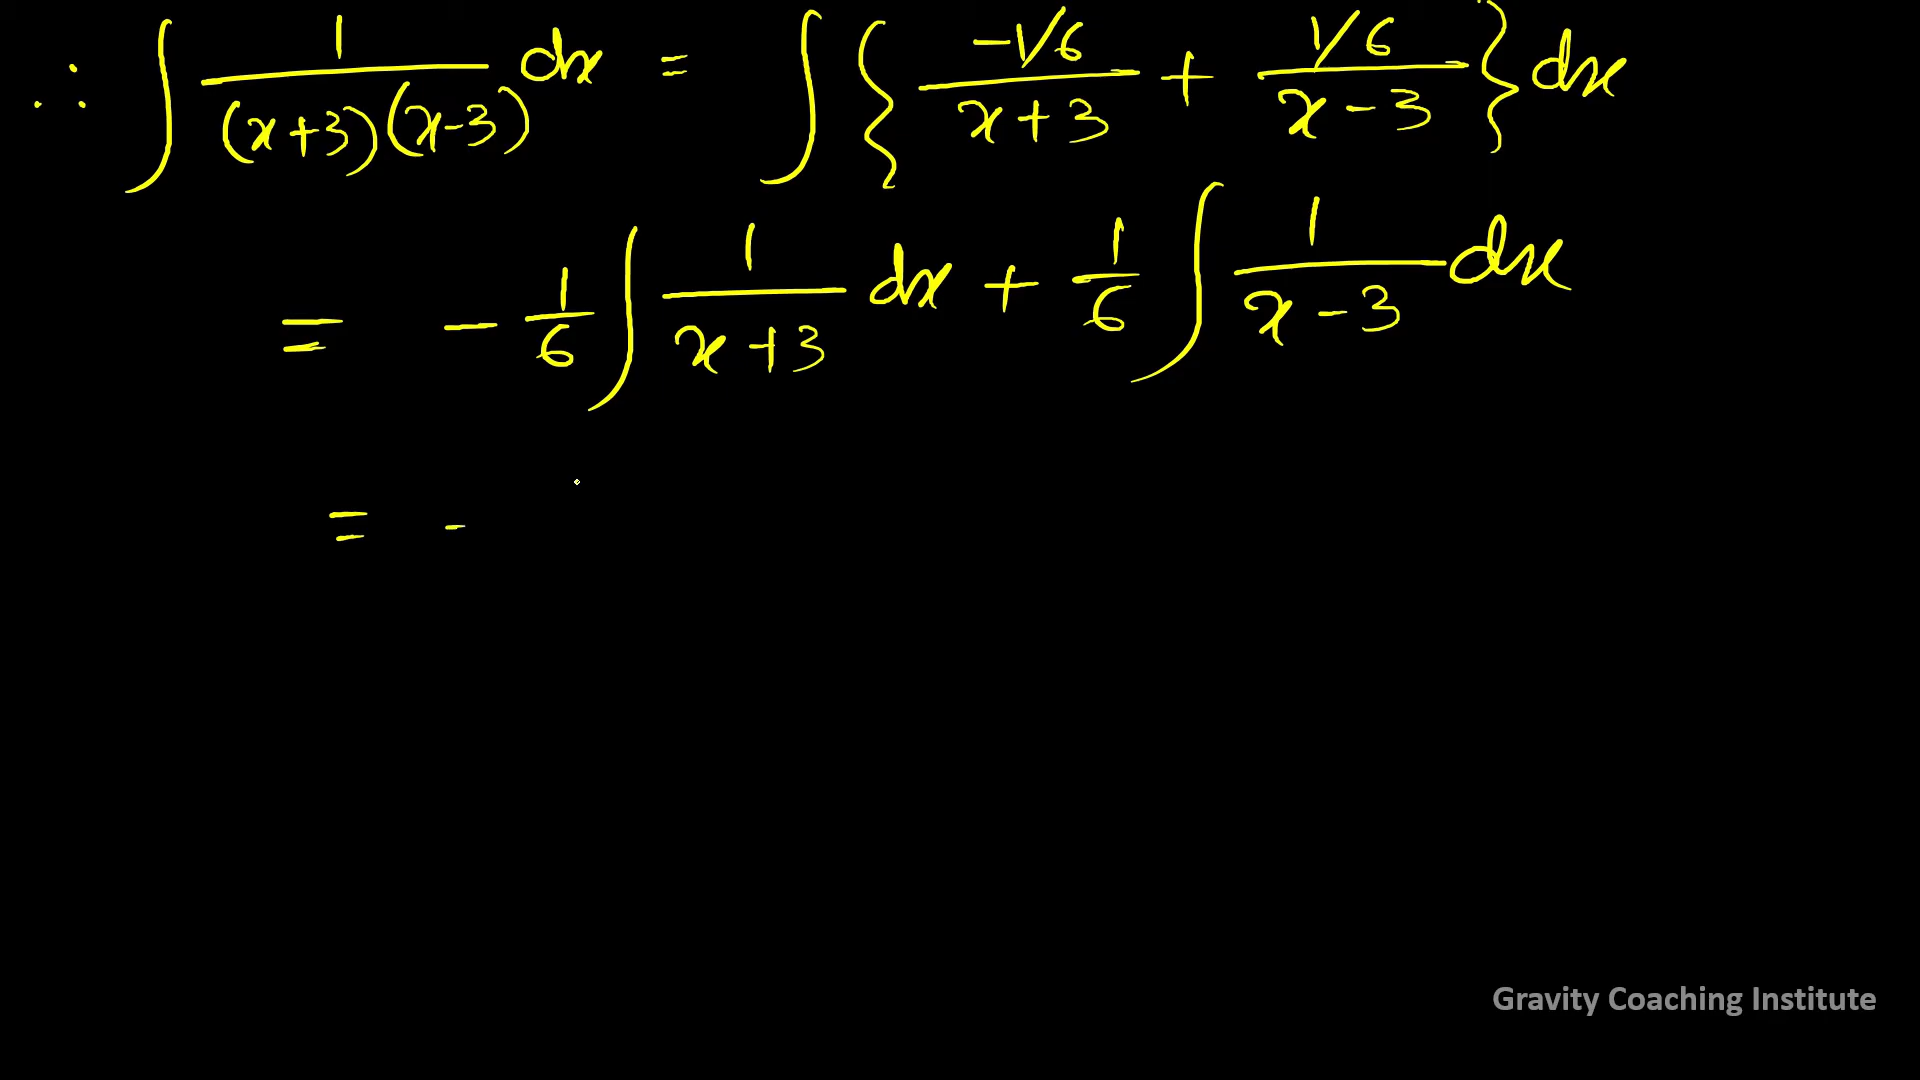 ∴ ∫ 1/((x+3)(x-3)) dx = ∫ { (-1/6)/(x+3) + (1/6)/(x-3) } dx
= - 1/6 ∫ 1/(x+3) dx + 1/6 ∫ 1/(x-3) dx
= -
Gravity Coaching Institute